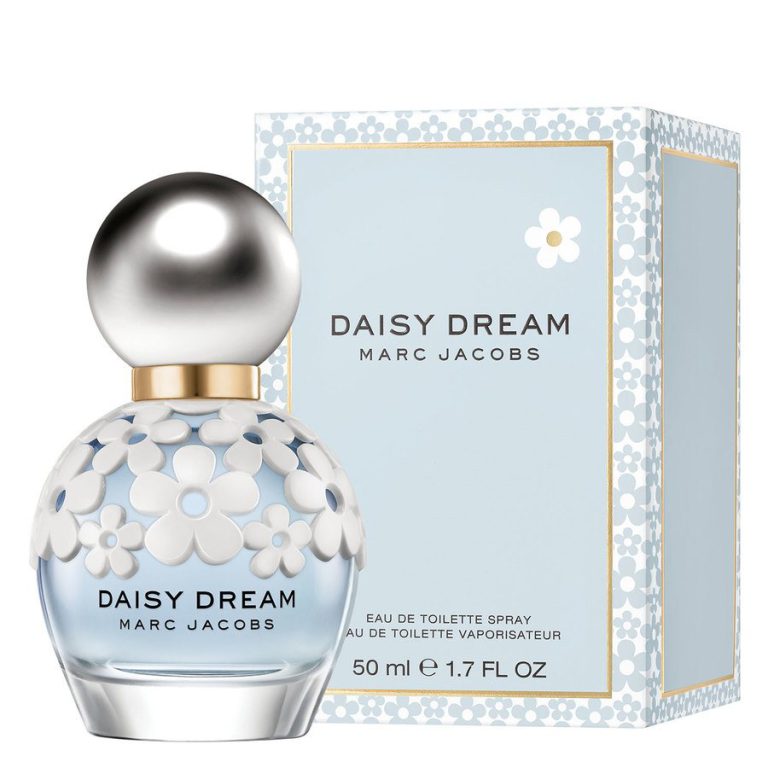 DAISY DREAM
MARC JACOBS
EAU DE TOILETTE SPRAY
AU DE TOILETTE VAPORISATEUR
50 ml ℮ 1.7 FL OZ
DAISY DREAM
MARC JACOBS